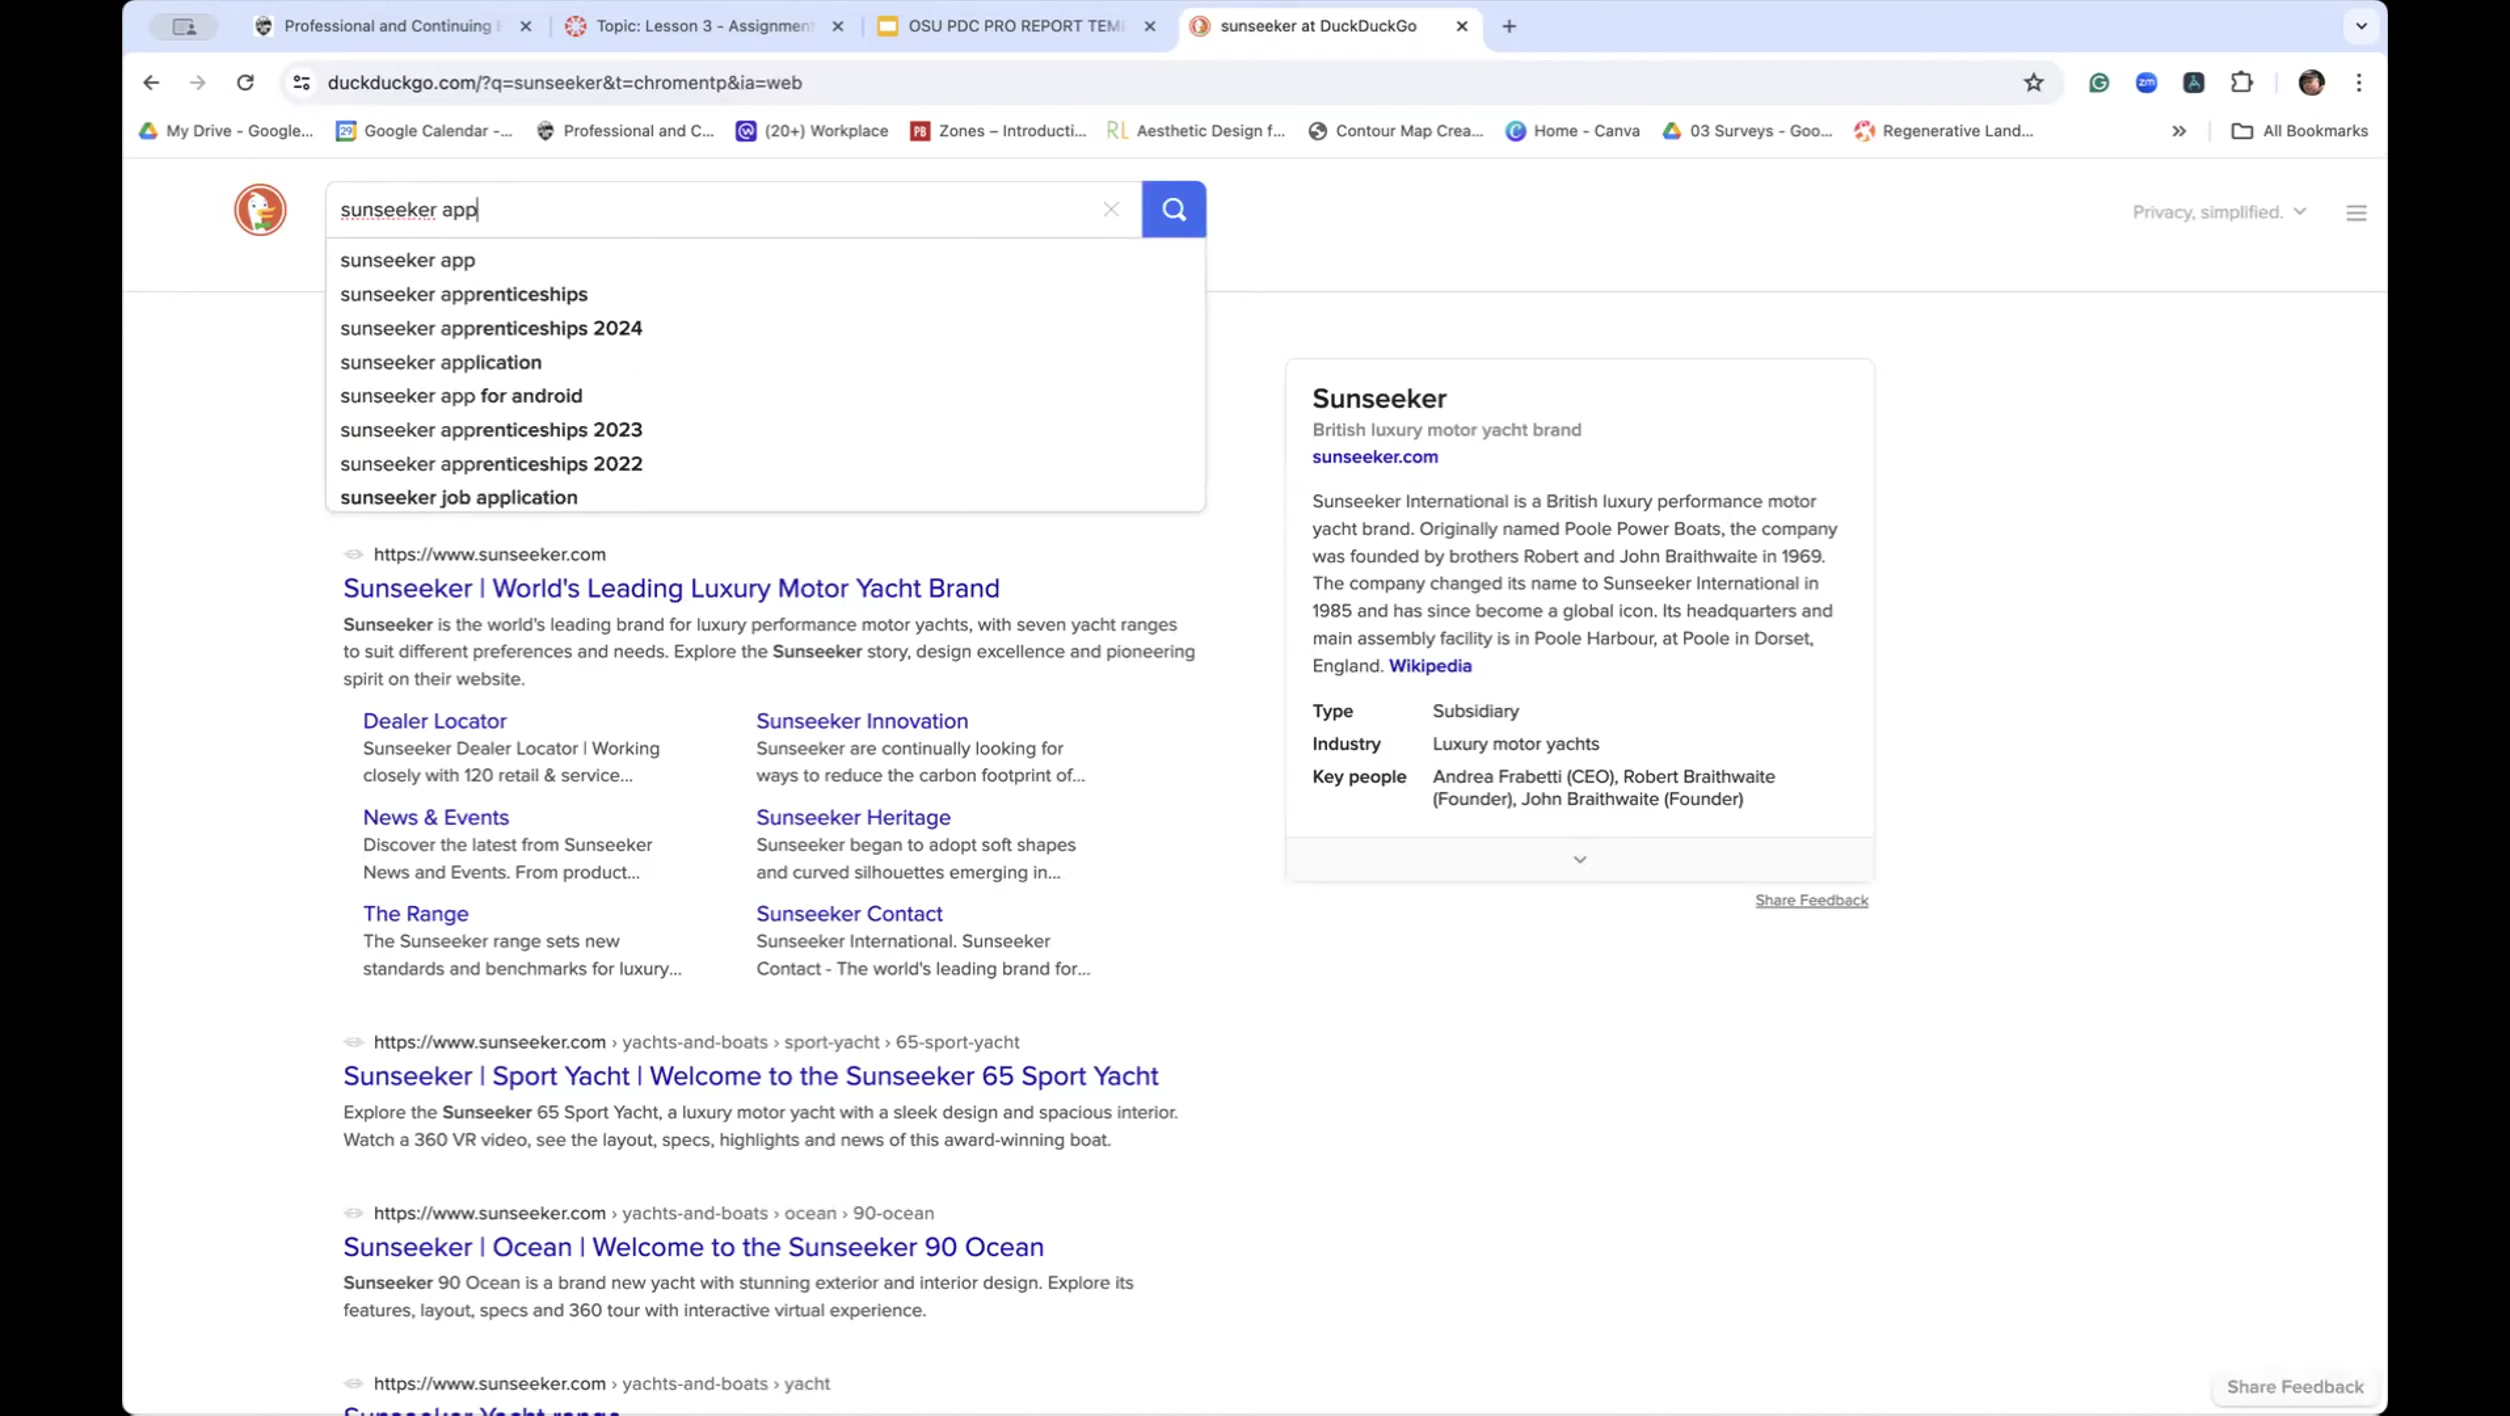 Professional and Continuing E
Topic: Lesson 3 - Assignment
OSU PDC PRO REPORT TEM
sunseeker at DuckDuckGo
duckduckgo.com/?q=sunseeker&t=chromentp&ia=web
My Drive - Google...
29 Google Calendar -...
Professional and C...
(20+) Workplace
PB Zones – Introducti...
RL Aesthetic Design f...
Contour Map Crea...
Home - Canva
03 Surveys - Goo...
Regenerative Land...
All Bookmarks
sunseeker app
Privacy, simplified.
sunseeker app
sunseeker apprenticeships
sunseeker apprenticeships 2024
sunseeker application
sunseeker app for android
sunseeker apprenticeships 2023
sunseeker apprenticeships 2022
sunseeker job application
https://www.sunseeker.com
Sunseeker | World's Leading Luxury Motor Yacht Brand
Sunseeker is the world's leading brand for luxury performance motor yachts, with seven yacht ranges
to suit different preferences and needs. Explore the Sunseeker story, design excellence and pioneering
spirit on their website.
Dealer Locator
Sunseeker Dealer Locator | Working
closely with 120 retail & service...
Sunseeker Innovation
Sunseeker are continually looking for
ways to reduce the carbon footprint of...
News & Events
Discover the latest from Sunseeker
News and Events. From product...
Sunseeker Heritage
Sunseeker began to adopt soft shapes
and curved silhouettes emerging in...
The Range
The Sunseeker range sets new
standards and benchmarks for luxury...
Sunseeker Contact
Sunseeker International. Sunseeker
Contact - The world's leading brand for...
https://www.sunseeker.com › yachts-and-boats › sport-yacht › 65-sport-yacht
Sunseeker | Sport Yacht | Welcome to the Sunseeker 65 Sport Yacht
Explore the Sunseeker 65 Sport Yacht, a luxury motor yacht with a sleek design and spacious interior.
Watch a 360 VR video, see the layout, specs, highlights and news of this award-winning boat.
https://www.sunseeker.com › yachts-and-boats › ocean › 90-ocean
Sunseeker | Ocean | Welcome to the Sunseeker 90 Ocean
Sunseeker 90 Ocean is a brand new yacht with stunning exterior and interior design. Explore its
features, layout, specs and 360 tour with interactive virtual experience.
https://www.sunseeker.com › yachts-and-boats › yacht
Sunseeker Yacht range
Sunseeker
British luxury motor yacht brand
sunseeker.com
Sunseeker International is a British luxury performance motor
yacht brand. Originally named Poole Power Boats, the company
was founded by brothers Robert and John Braithwaite in 1969.
The company changed its name to Sunseeker International in
1985 and has since become a global icon. Its headquarters and
main assembly facility is in Poole Harbour, at Poole in Dorset,
England. Wikipedia
Type Subsidiary
Industry Luxury motor yachts
Key people Andrea Frabetti (CEO), Robert Braithwaite
(Founder), John Braithwaite (Founder)
Share Feedback
Share Feedback